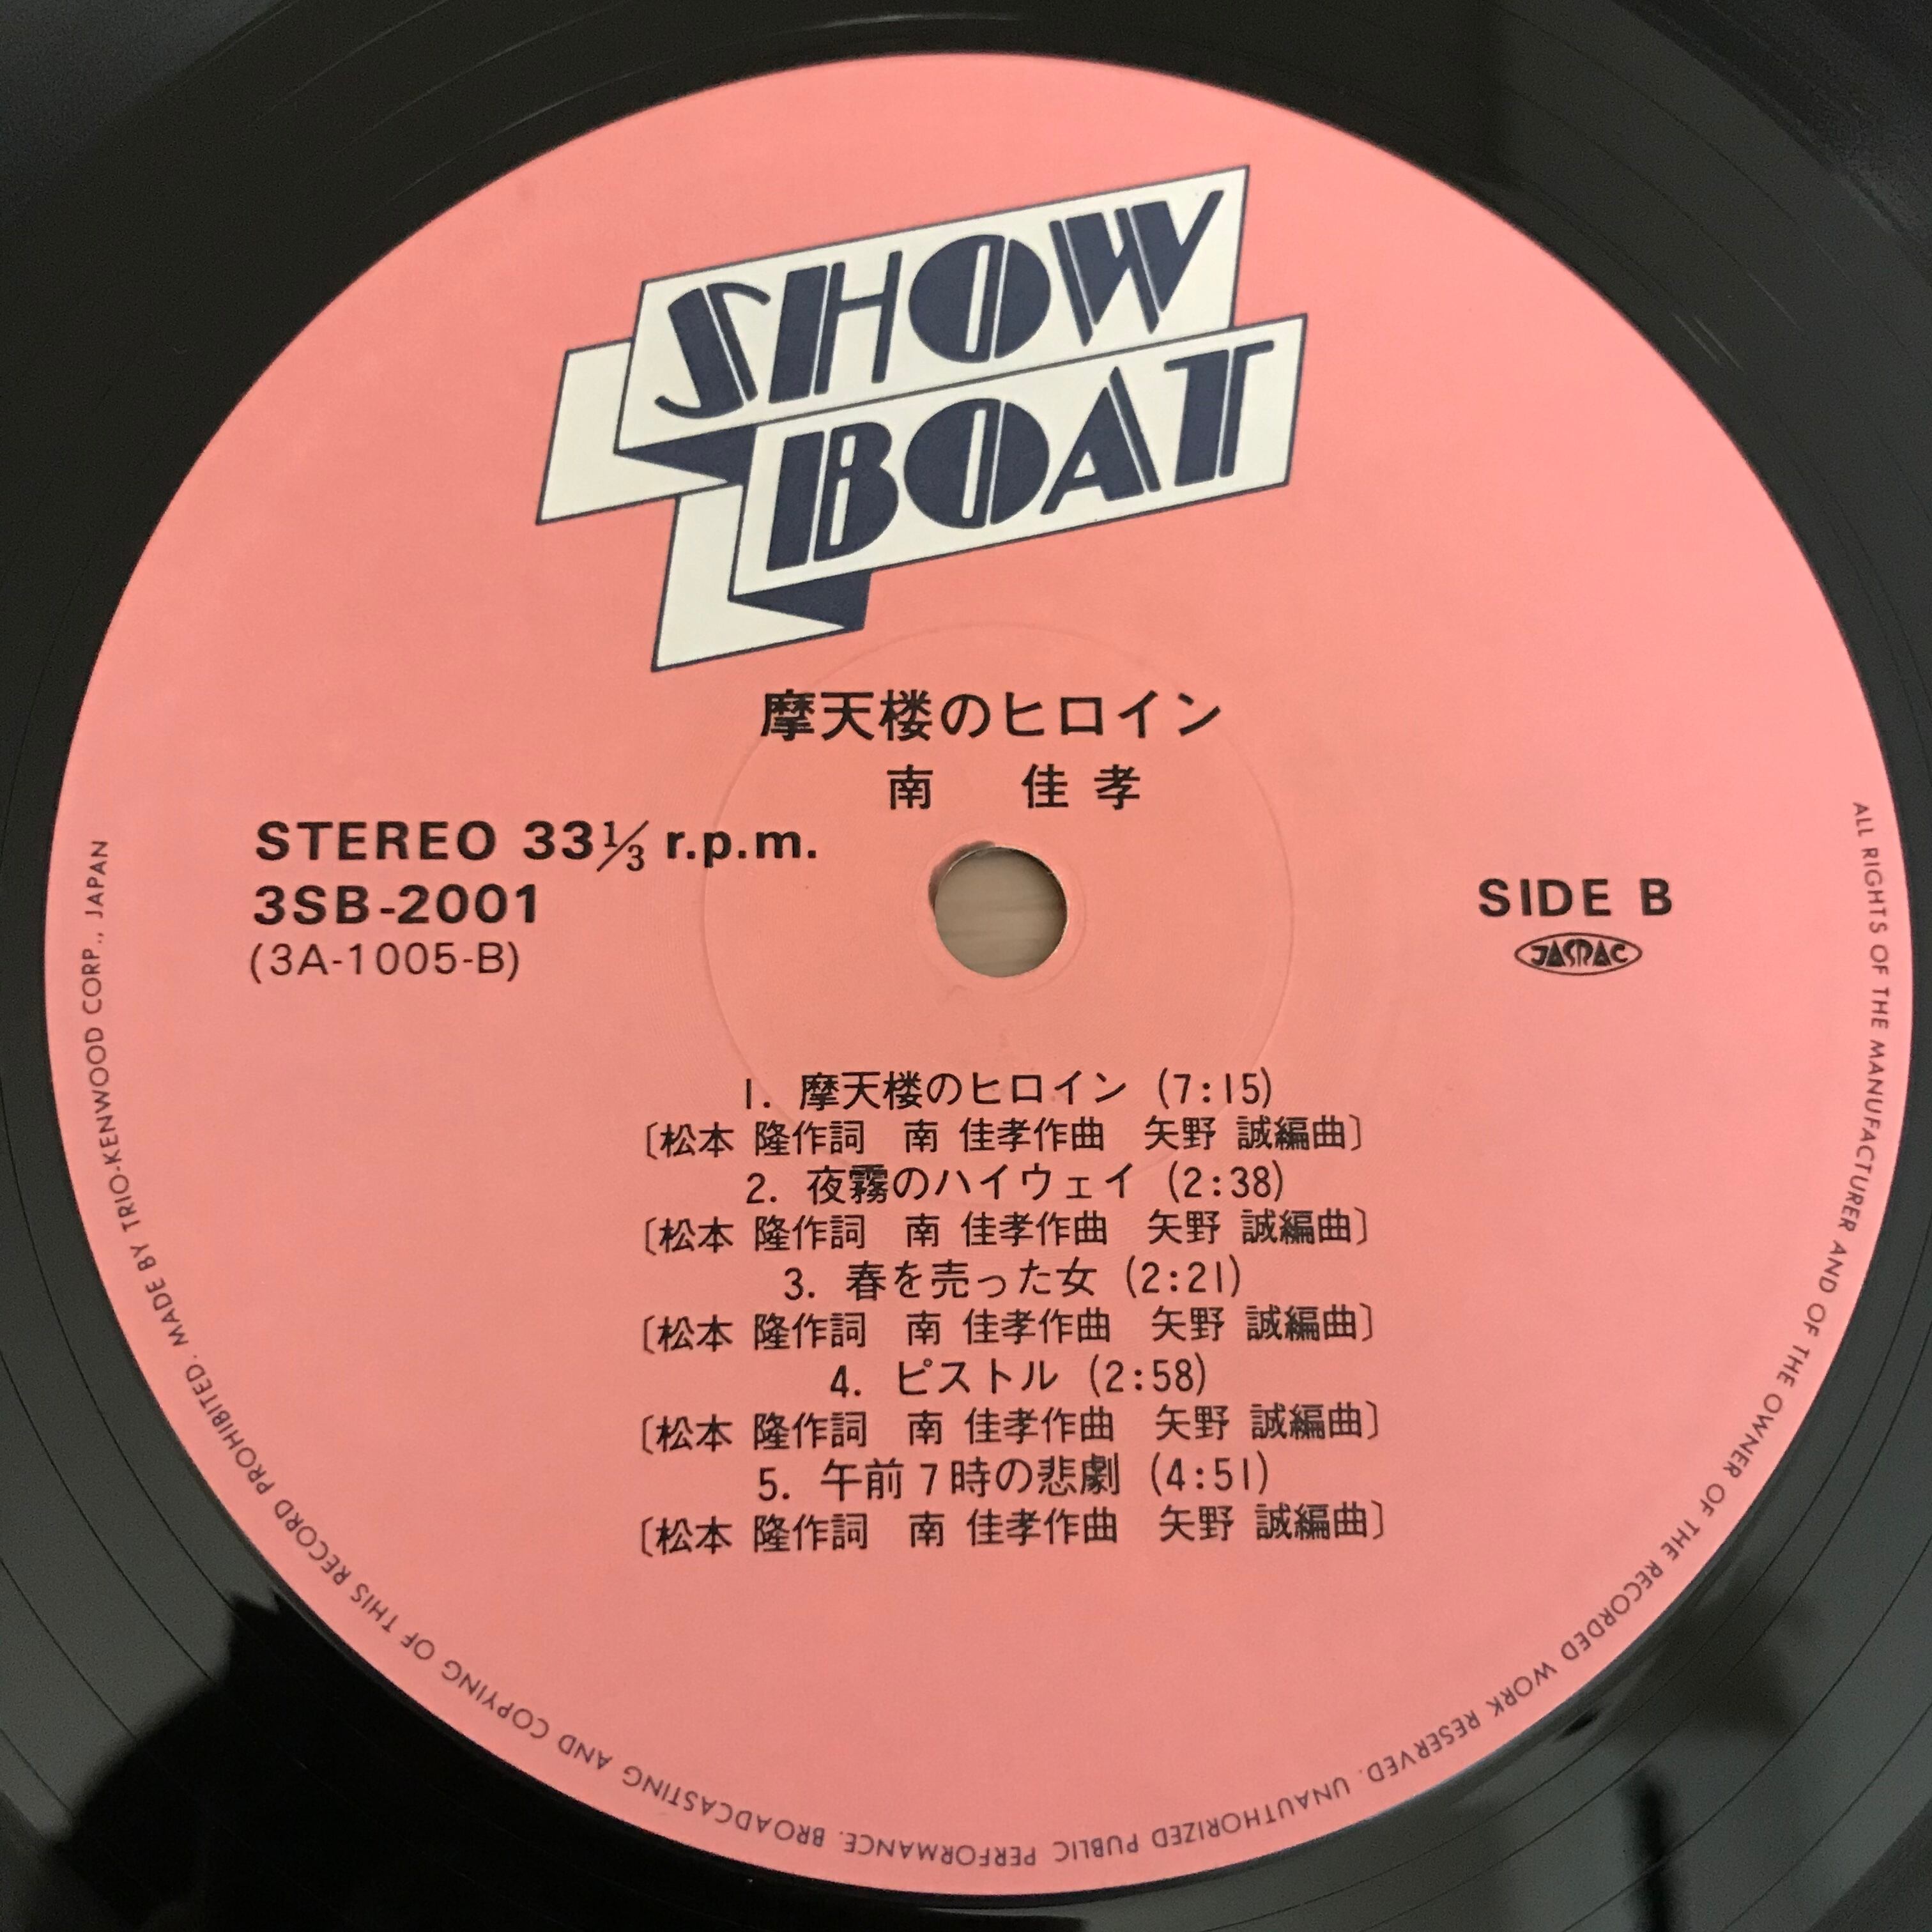 SHOW
BOAT
摩天楼のヒロイン
南 佳孝
STEREO 33⅓ r.p.m.
3SB-2001
(3A-1005-B)
SIDE B
JASRAC
1. 摩天楼のヒロイン (7:15)
〔松本 隆作詞 南 佳孝作曲 矢野 誠編曲〕
2. 夜霧のハイウェイ (2:38)
〔松本 隆作詞 南 佳孝作曲 矢野 誠編曲〕
3. 春を売った女 (2:21)
〔松本 隆作詞 南 佳孝作曲 矢野 誠編曲〕
4. ピストル (2:58)
〔松本 隆作詞 南 佳孝作曲 矢野 誠編曲〕
5. 午前7時の悲劇 (4:51)
〔松本 隆作詞 南 佳孝作曲 矢野 誠編曲〕
ALL RIGHTS OF THE MANUFACTURER AND OF THE OWNER OF THE RECORDED WORK RESERVED. UNAUTHORIZED PUBLIC PERFORMANCE. BROADCASTING AND COPYING OF THIS RECORD PROHIBITED. MADE BY TRIO-KENWOOD CORP., JAPAN